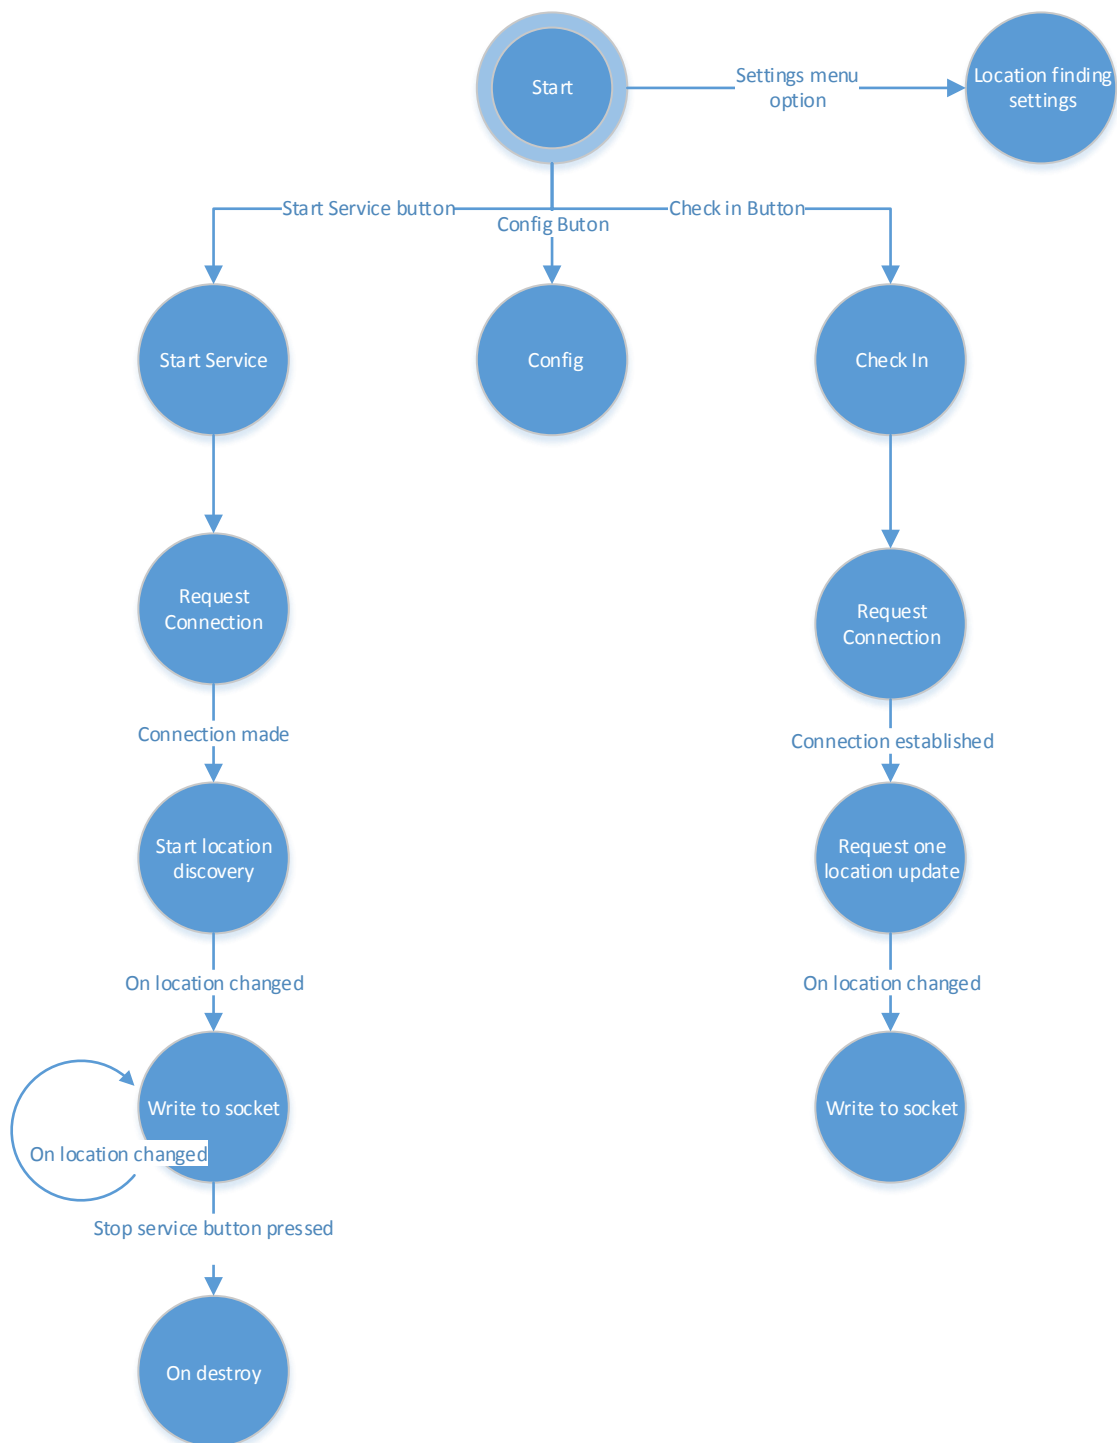 Start
Settings menu
option
Location finding
settings
Start Service button
Config Buton
Check in Button
Start Service
Config
Check In
Request
Connection
Request
Connection
Connection made
Connection established
Start location
discovery
Request one
location update
On location changed
On location changed
Write to socket
Write to socket
On location changed
Stop service button pressed
On destroy